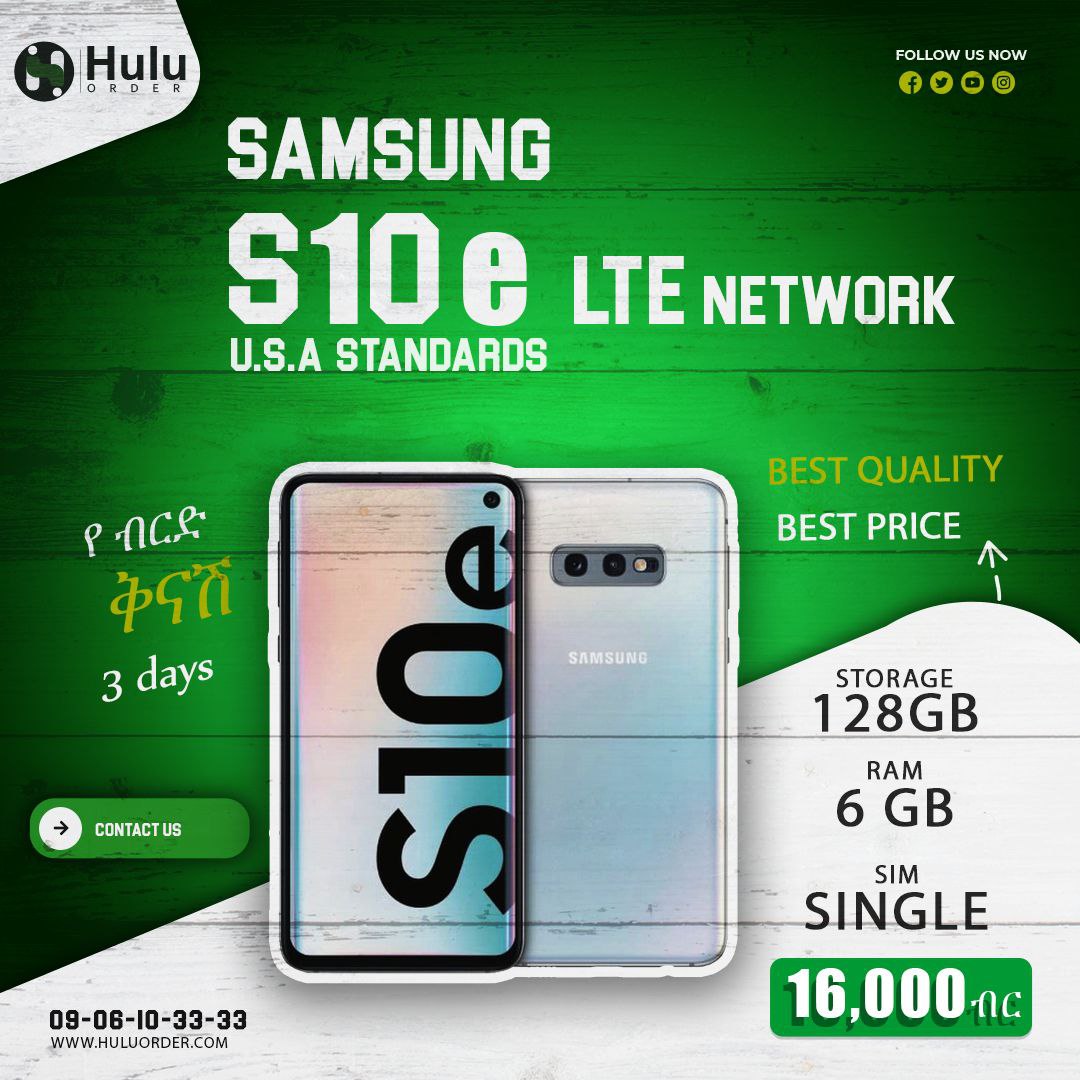 Hulu
ORDER
FOLLOW US NOW
SAMSUNG
S10e LTE NETWORK
U.S.A STANDARDS
BEST QUALITY
BEST PRICE
የ ብርድ
ቅናሽ
3 days
S10e
SAMSUNG
STORAGE
128GB
RAM
6 GB
SIM
SINGLE
CONTACT US
16,000 ብር
09-06-10-33-33
WWW.HULUORDER.COM